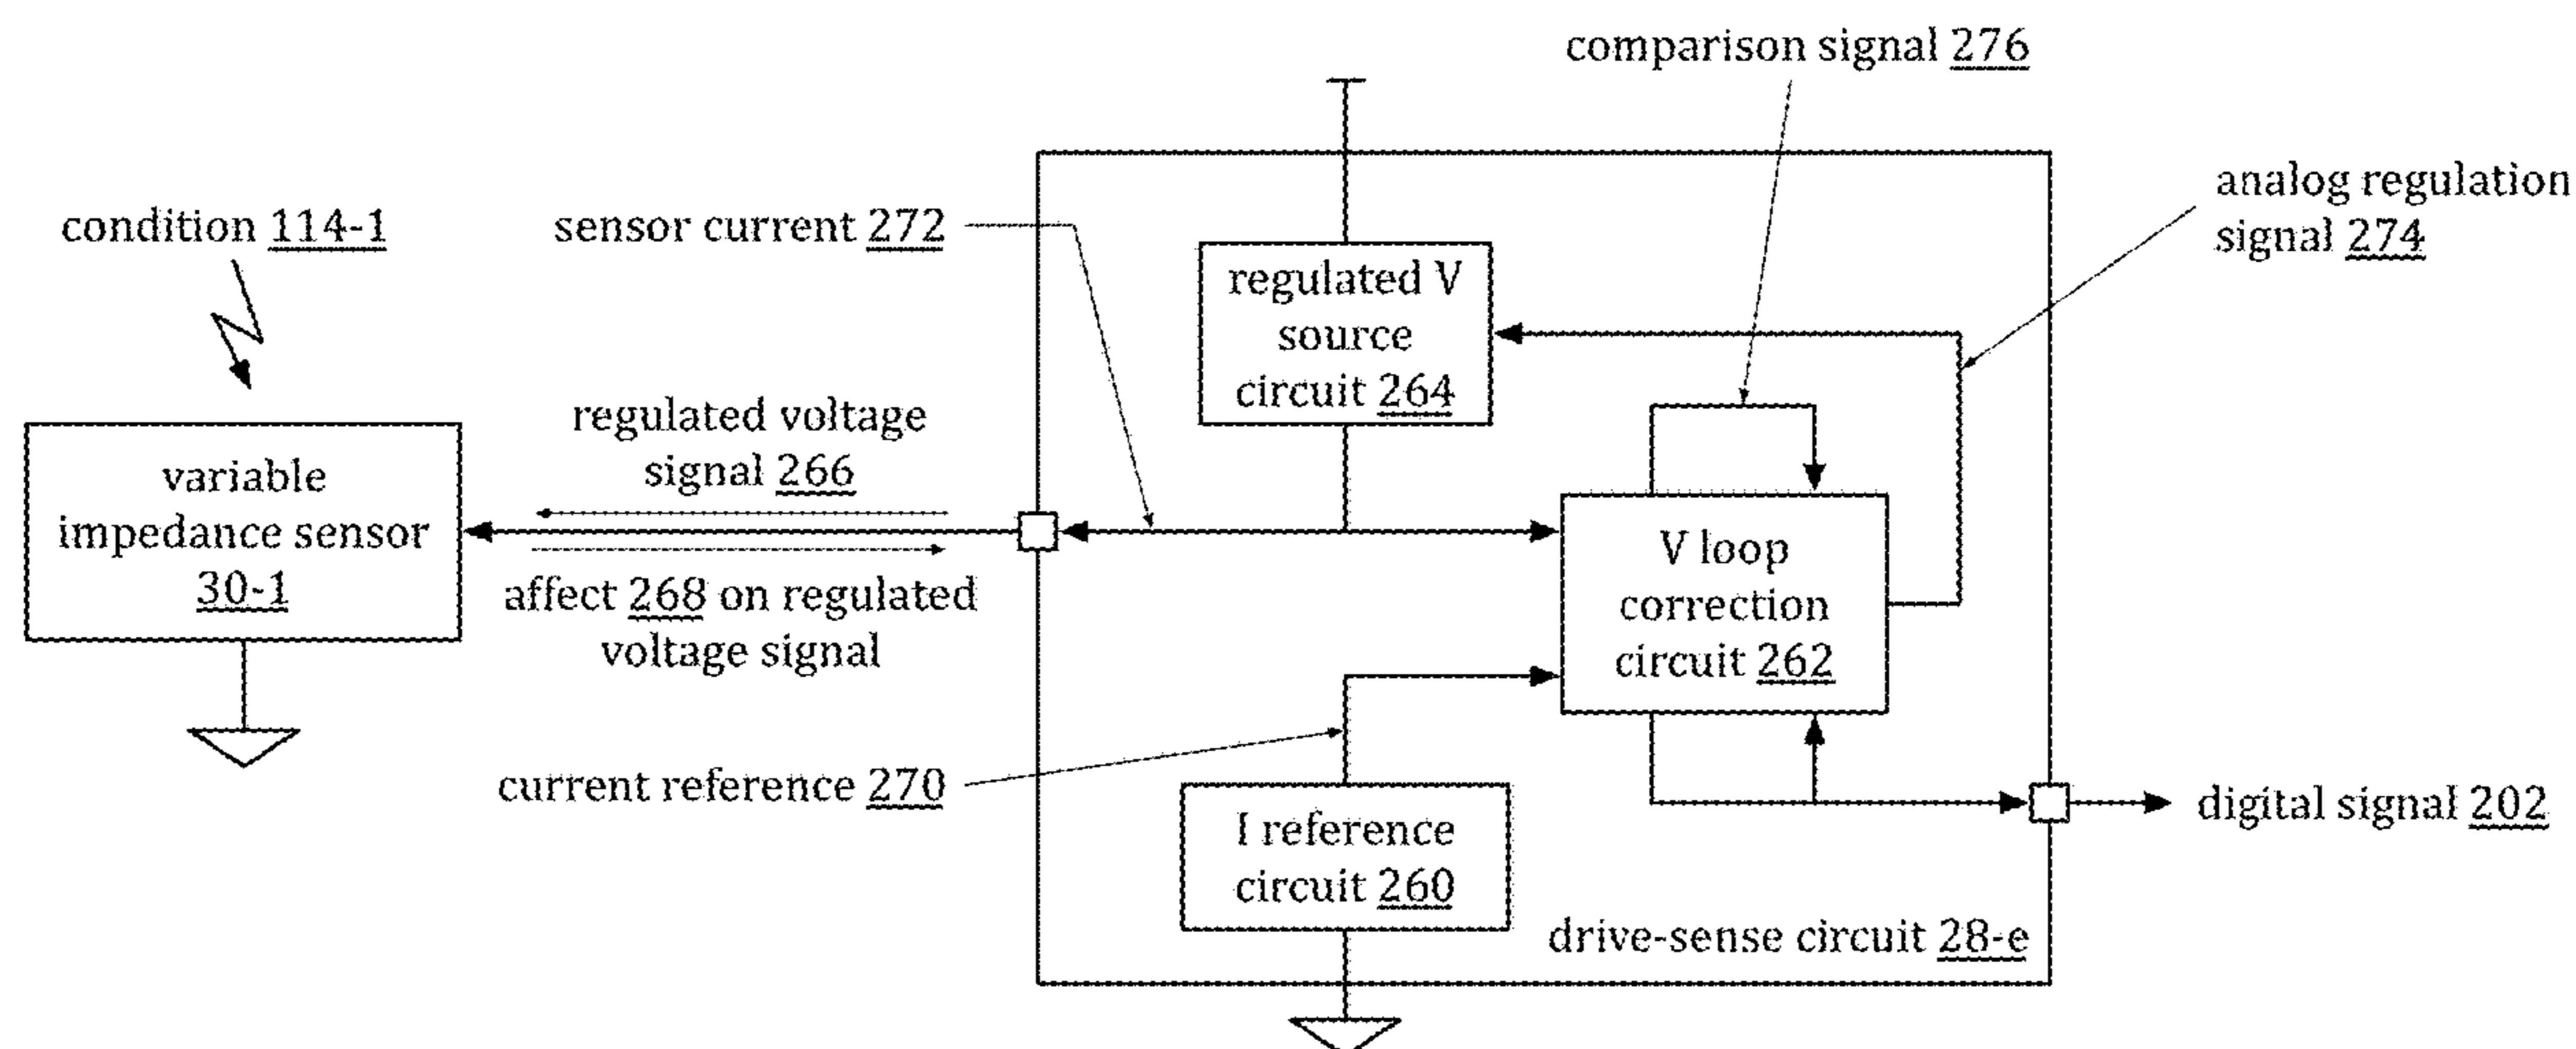 comparison signal 276
analog regulation
signal 274
condition 114-1
sensor current 272
regulated V
source
circuit 264
regulated voltage
signal 266
variable
impedance sensor
30-1
affect 268 on regulated
voltage signal
V loop
correction
circuit 262
current reference 270
I reference
circuit 260
digital signal 202
drive-sense circuit 28-e